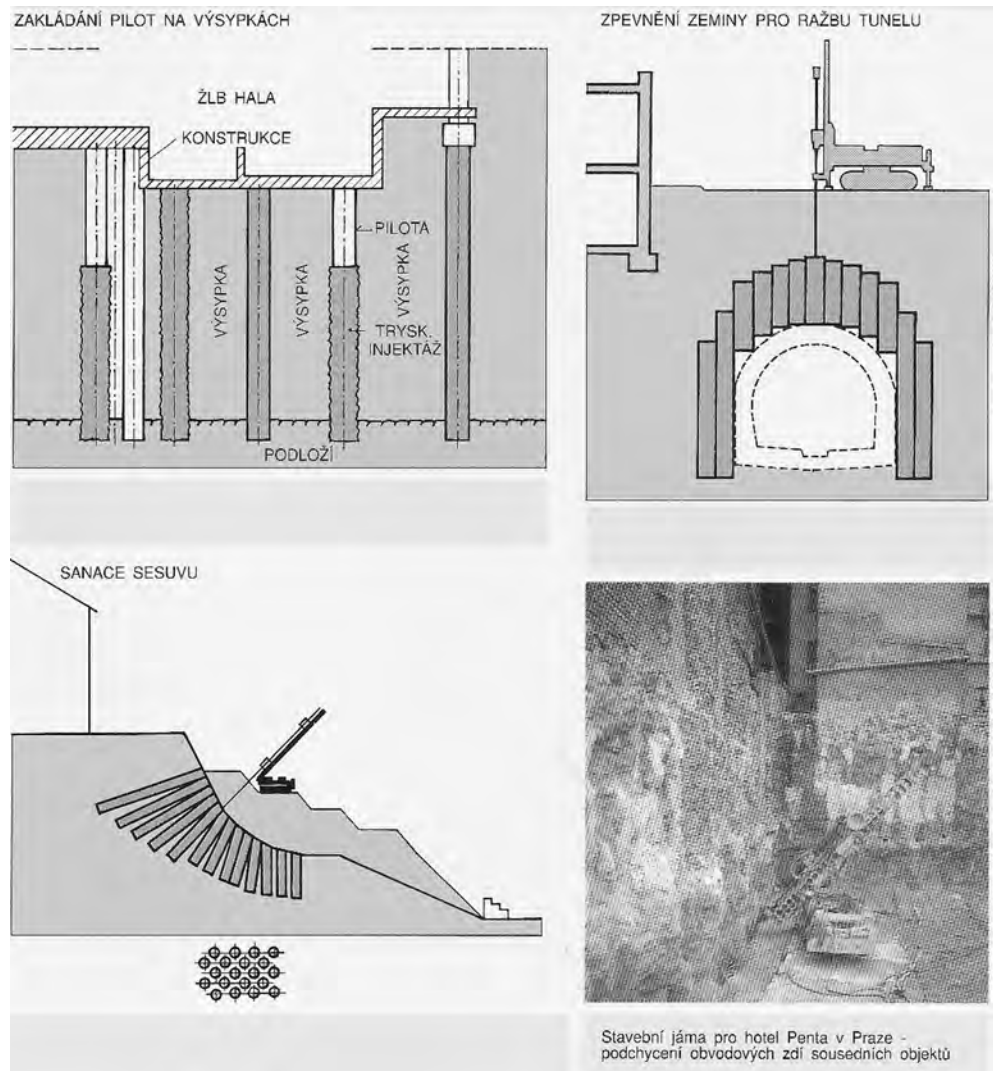 ZAKLÁDÁNÍ PILOT NA VÝSYPKÁCH
ŽLB HALA
KONSTRUKCE
PILOTA
VÝSYPKA
VÝSYPKA
VÝSYPKA
TRYSK.
INJEKTÁŽ
PODLOŽÍ
ZPEVNĚNÍ ZEMINY PRO RAŽBU TUNELU
SANACE SESUVU
Stavební jáma pro hotel Penta v Praze -
podchycení obvodových zdí sousedních objektů